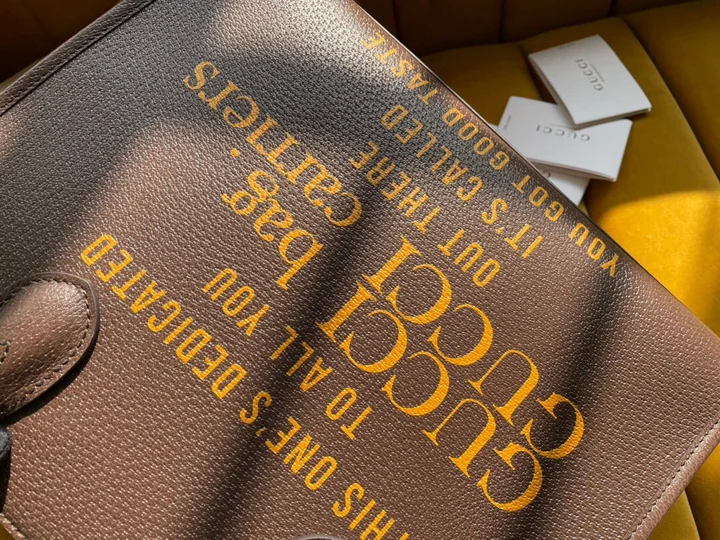 THIS ONE'S DEDICATED
TO ALL YOU
GUCCI bag
GUCCI carriers
OUT THERE
IT'S CALLED
YOU GOT GOOD TASTE
GUCCI
GUCCI